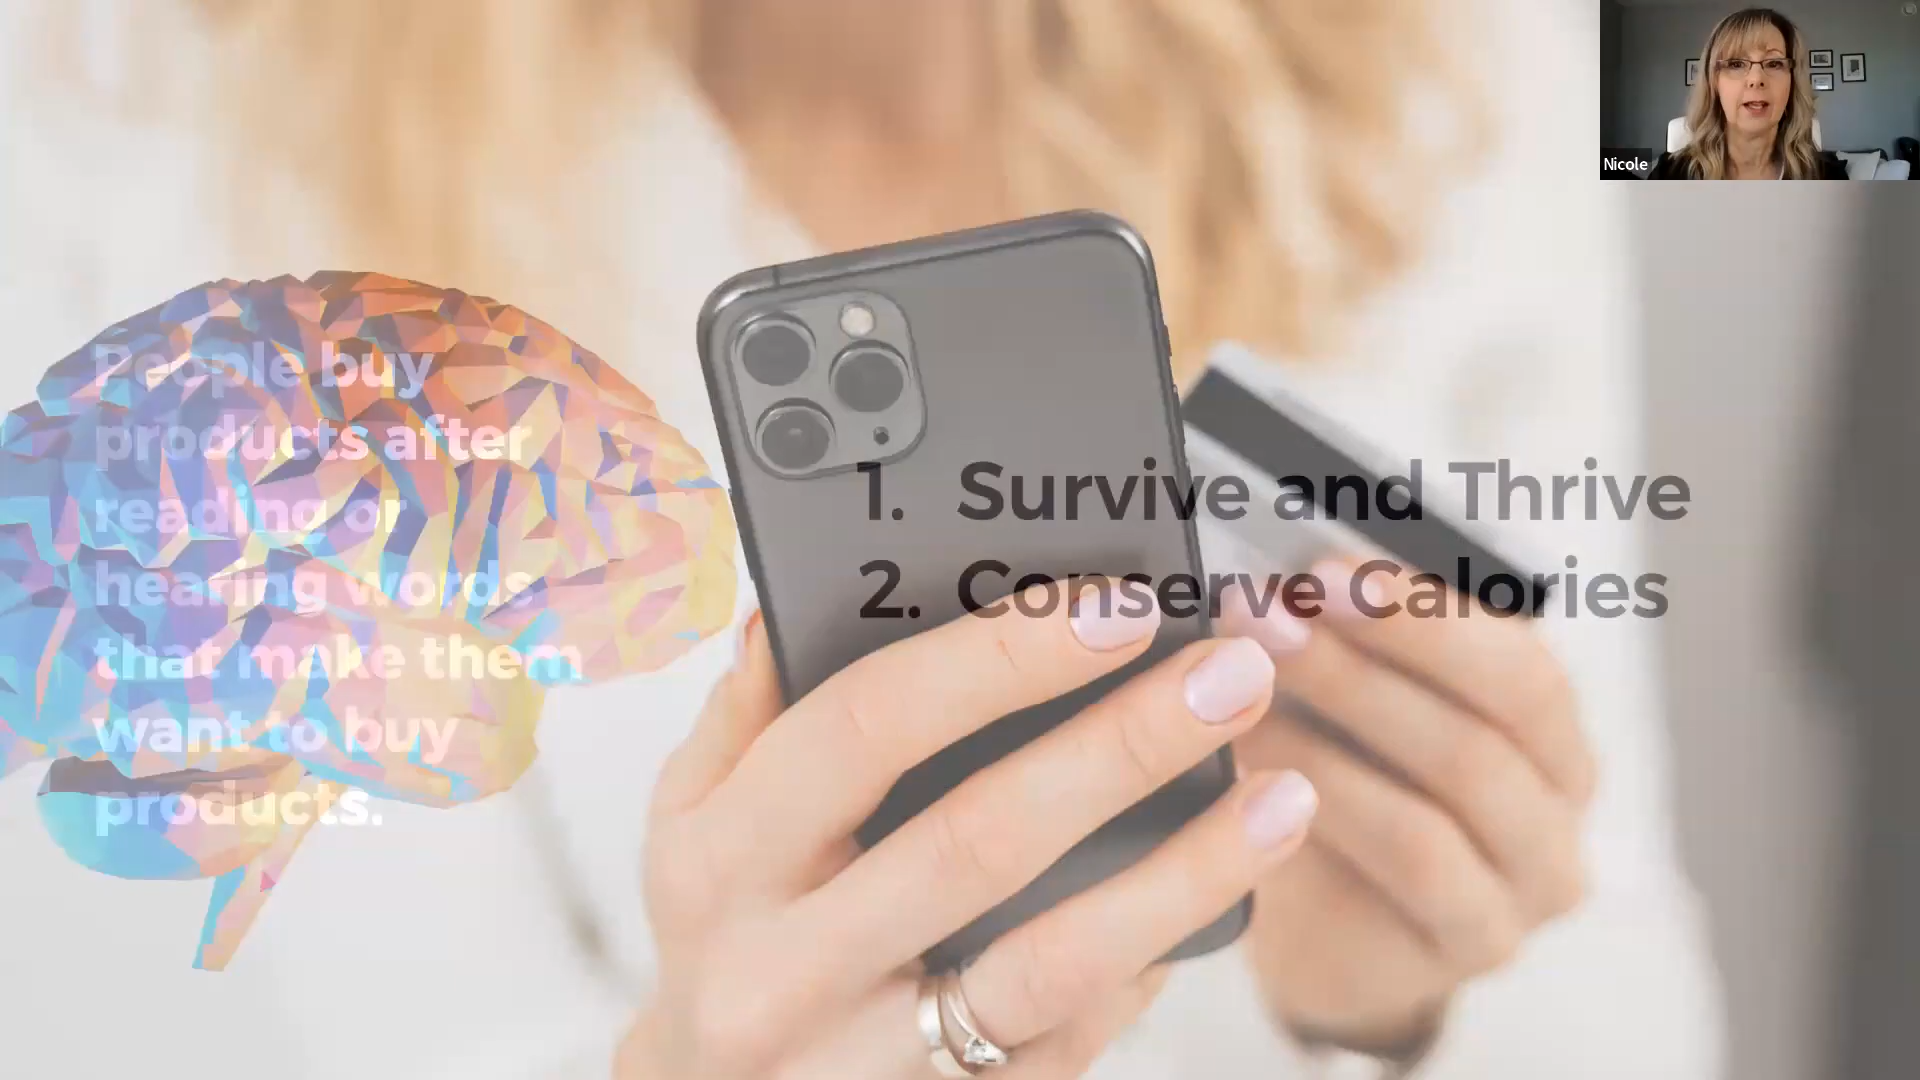 Nicole
People buy
products after
reading or
hearing words
that make them
want to buy
products.
1. Survive and Thrive
2. Conserve Calories